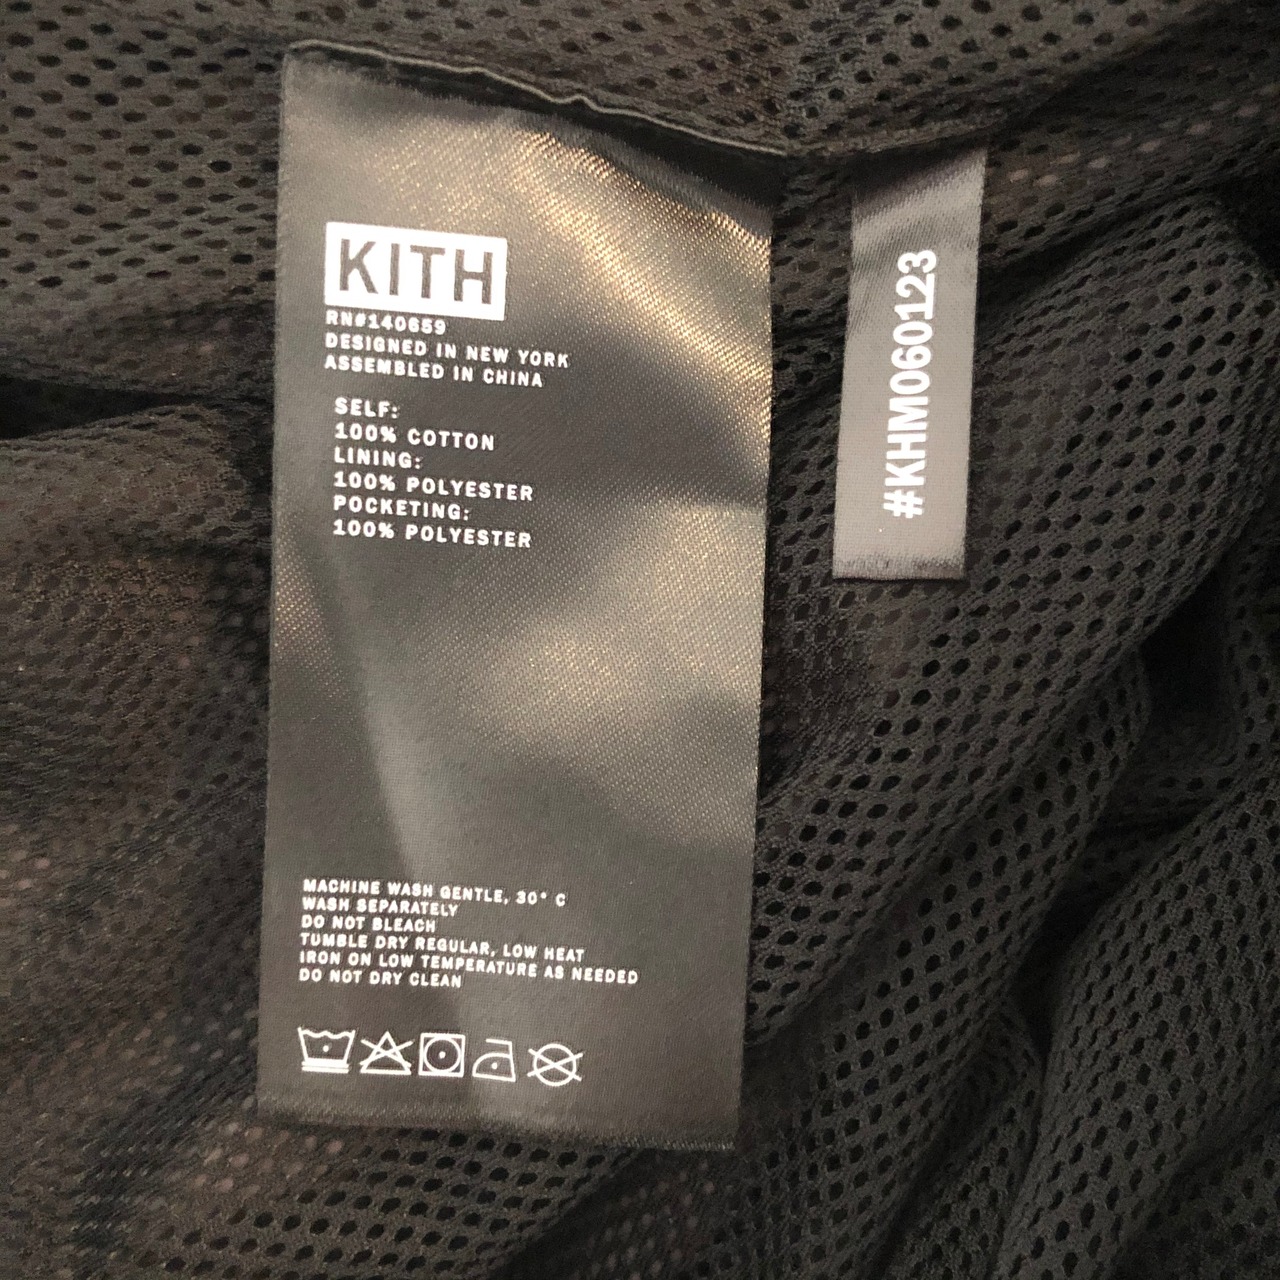 KITH
RN#140659
DESIGNED IN NEW YORK
ASSEMBLED IN CHINA
SELF:
100% COTTON
LINING:
100% POLYESTER
POCKETING:
100% POLYESTER
MACHINE WASH GENTLE, 30° C
WASH SEPARATELY
DO NOT BLEACH
TUMBLE DRY REGULAR, LOW HEAT
IRON ON LOW TEMPERATURE AS NEEDED
DO NOT DRY CLEAN
#KHM060123